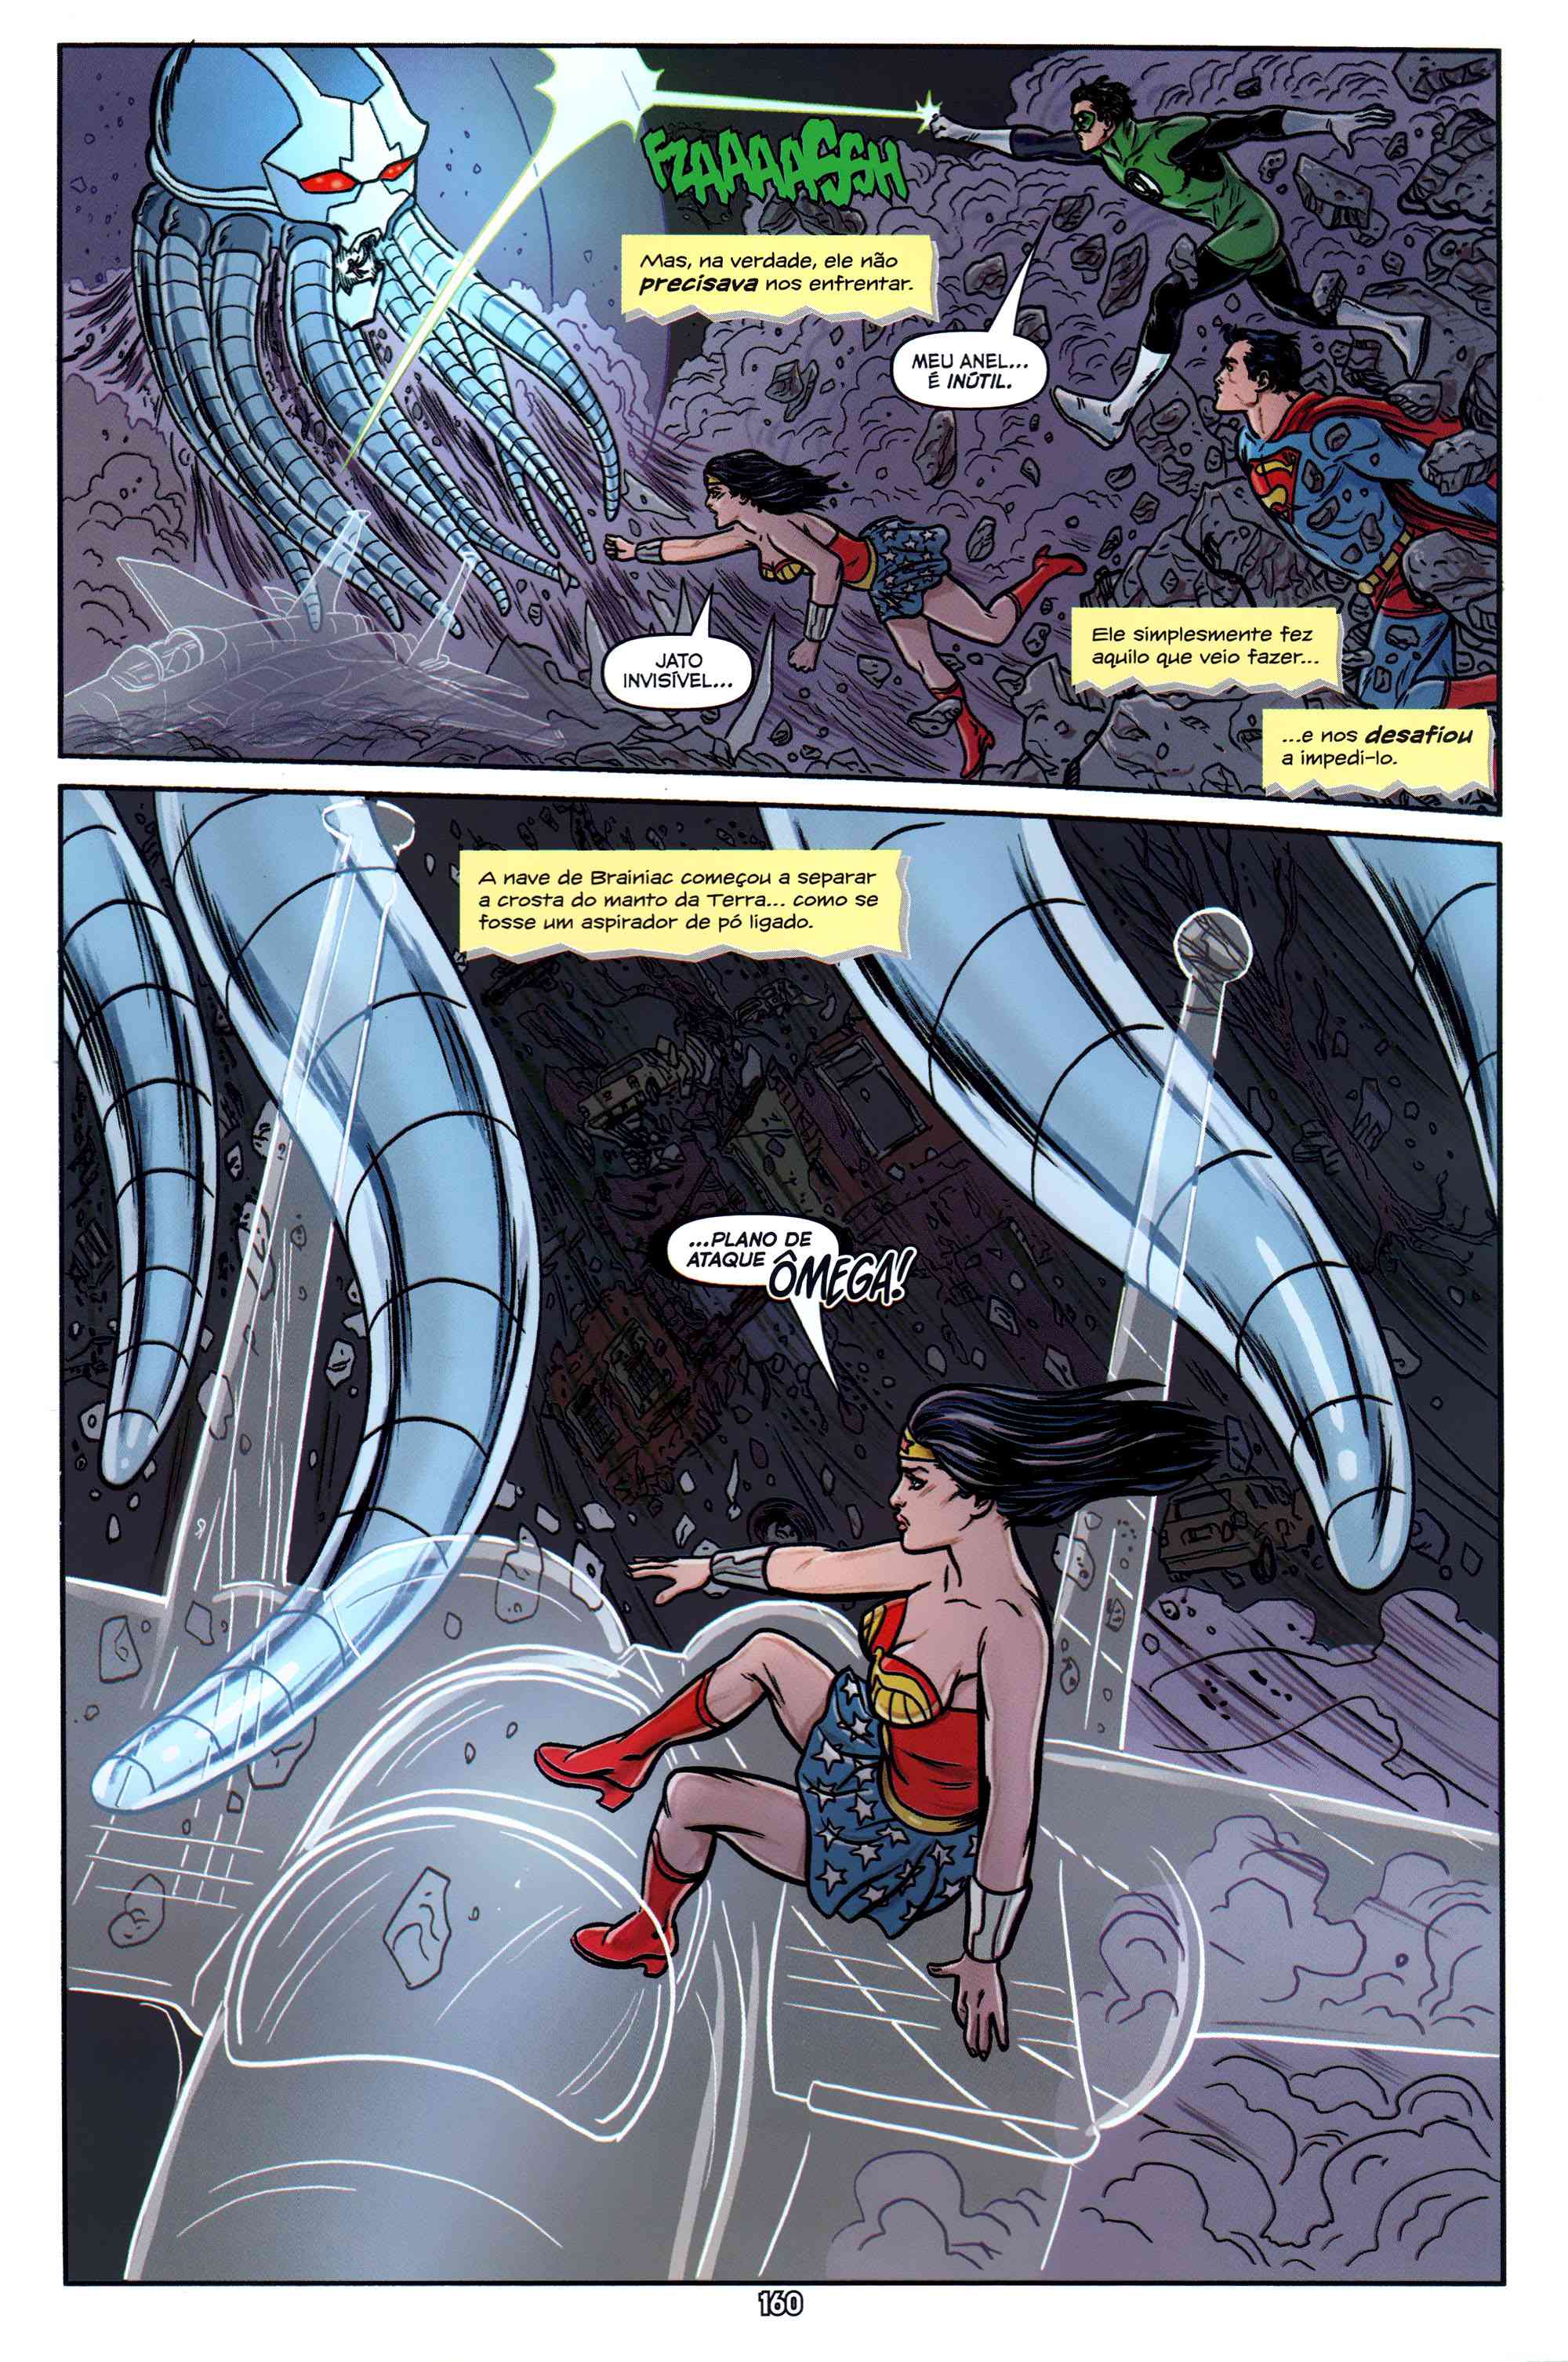 FZAAAAASSH
Mas, na verdade, ele não
precisava nos enfrentar.
MEU ANEL...
É INÚTIL.
JATO
INVISÍVEL...
Ele simplesmente fez
aquilo que veio fazer...
...e nos desafiou
a impedi-lo.
A nave de Brainiac começou a separar
a crosta do manto da Terra... como se
fosse um aspirador de pó ligado.
...PLANO DE
ATAQUE ÔMEGA!
160